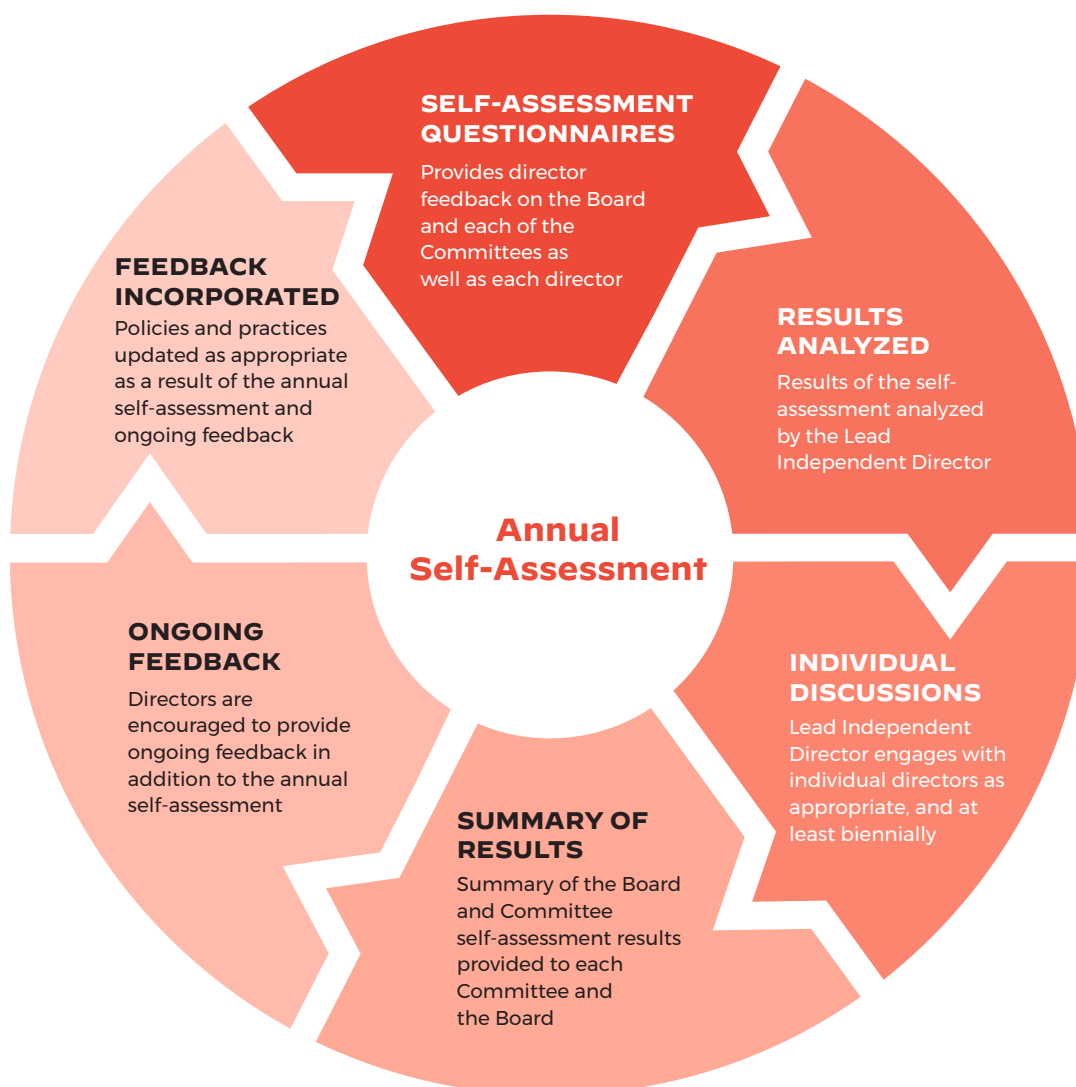 SELF-ASSESSMENT
QUESTIONNAIRES
Provides director
feedback on the Board
and each of the
Committees as
well as each director
RESULTS
ANALYZED
Results of the self-
assessment analyzed
by the Lead
Independent Director
INDIVIDUAL
DISCUSSIONS
Lead Independent
Director engages with
individual directors as
appropriate, and at
least biennially
SUMMARY OF
RESULTS
Summary of the Board
and Committee
self-assessment results
provided to each
Committee and
the Board
ONGOING
FEEDBACK
Directors are
encouraged to provide
ongoing feedback in
addition to the annual
self-assessment
FEEDBACK
INCORPORATED
Policies and practices
updated as appropriate
as a result of the annual
self-assessment and
ongoing feedback
Annual
Self-Assessment